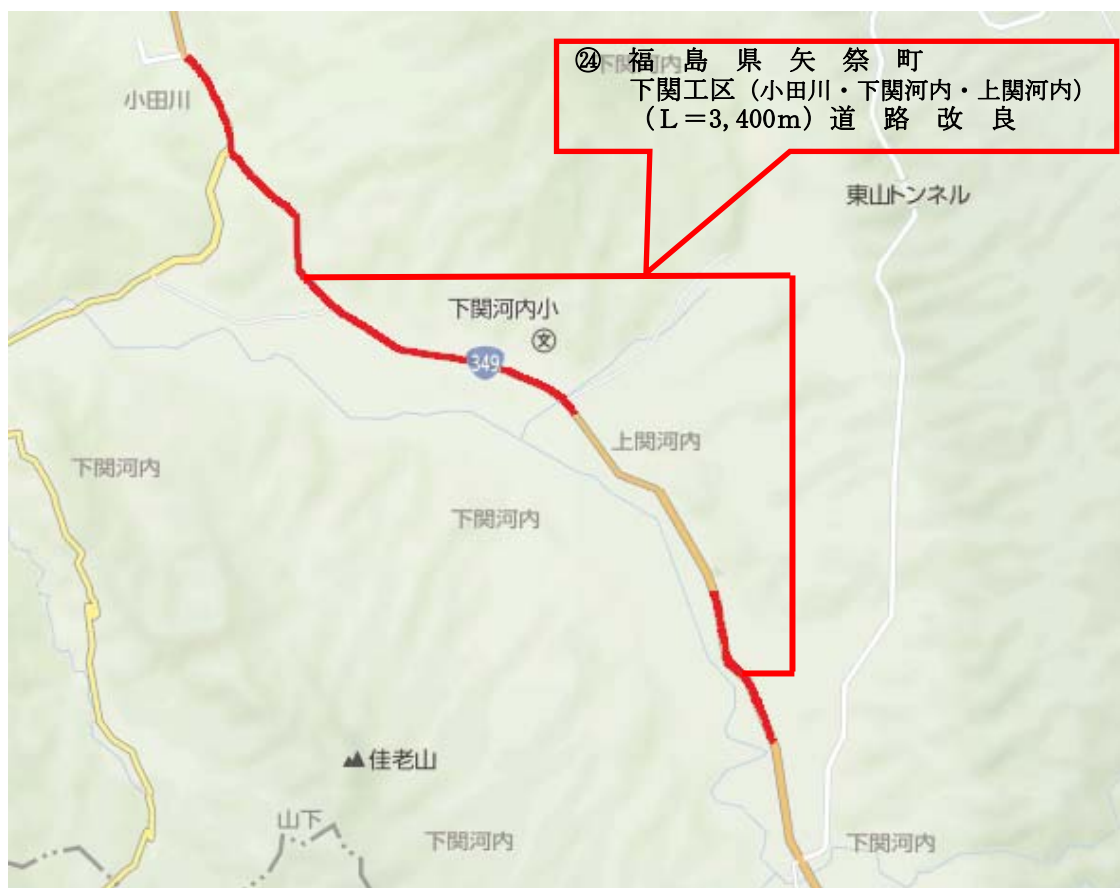 ㉔ 福島県矢祭町
下関河内
下関工区（小田川・下関河内・上関河内）
（L＝3,400m）道路改良
小田川
東山トンネル
下関河内小
文
349
上関河内
下関河内
下関河内
佳老山
山下
下関河内
下関河内